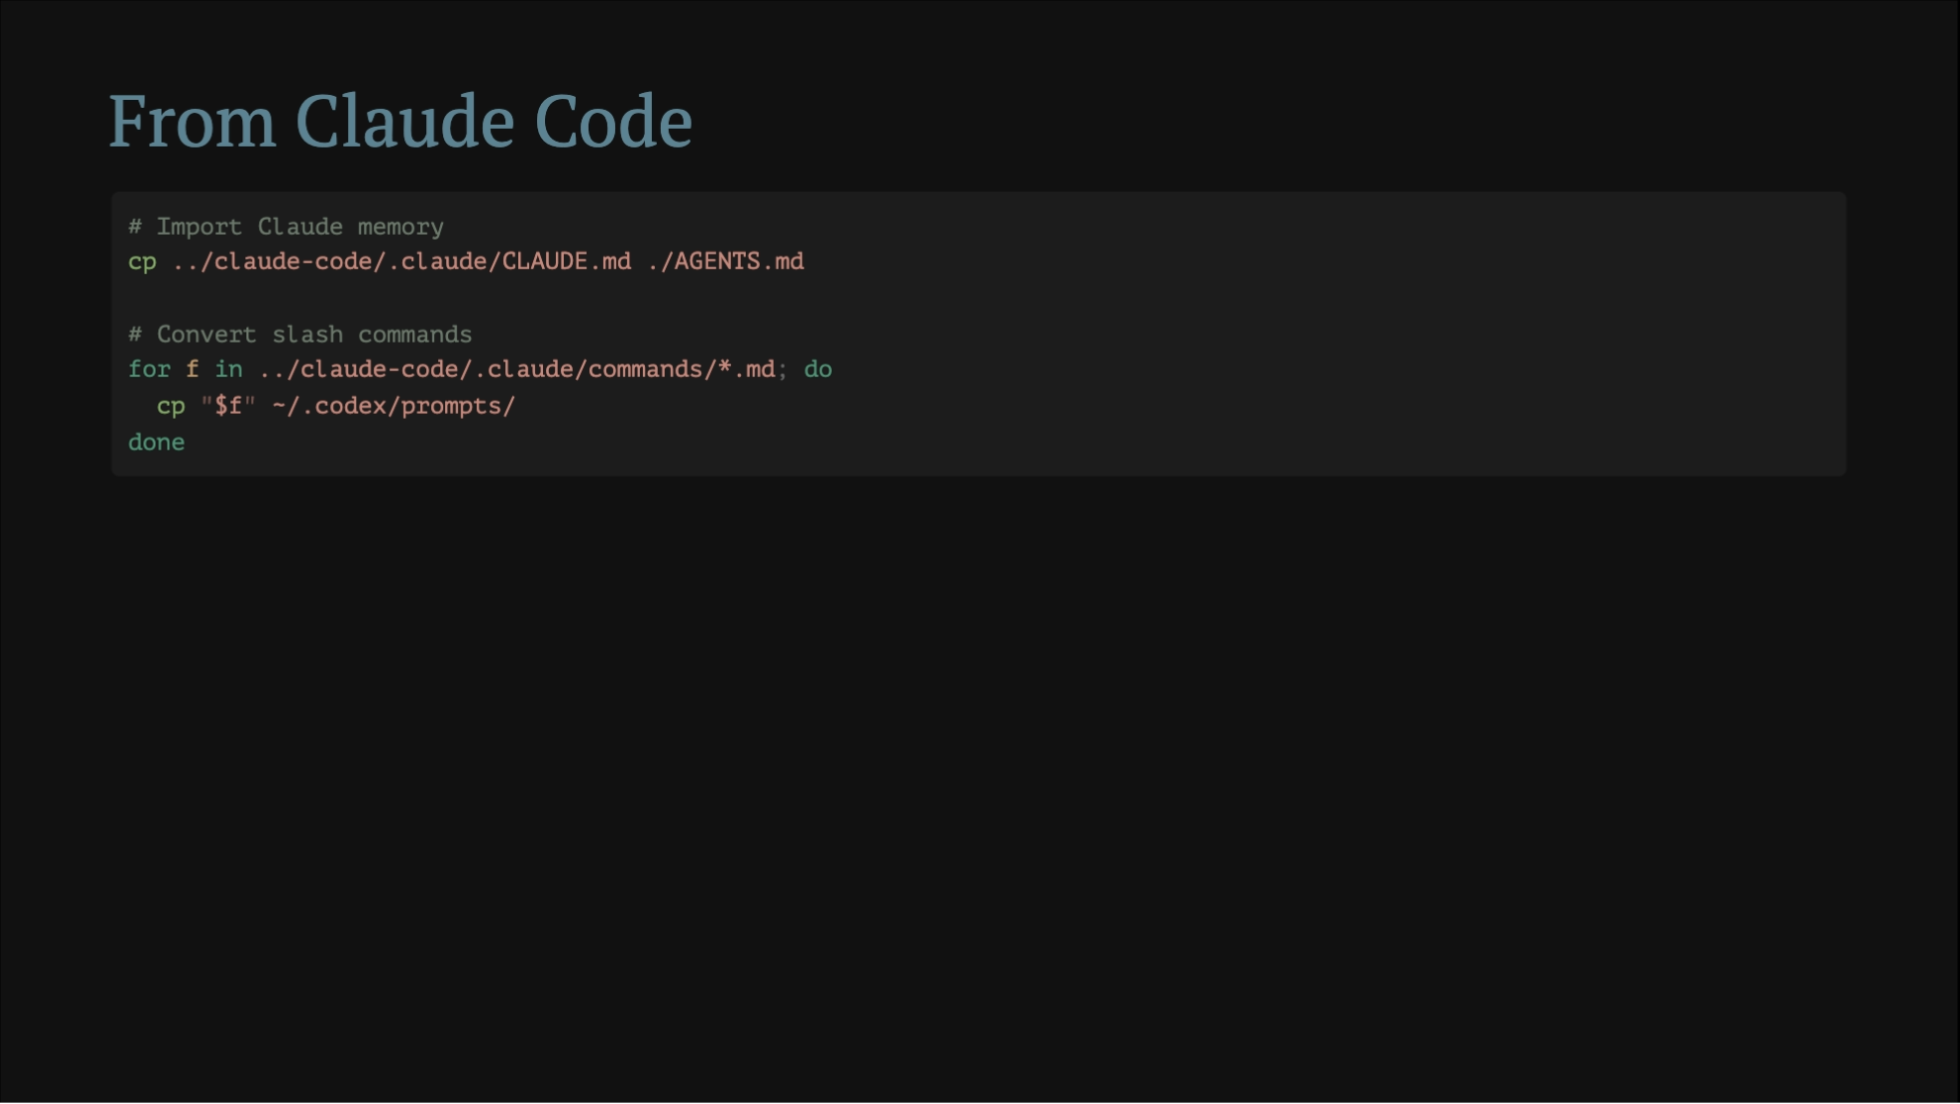 From Claude Code
# Import Claude memory
cp ../claude-code/.claude/CLAUDE.md ./AGENTS.md
# Convert slash commands
for f in ../claude-code/.claude/commands/*.md; do
  cp "$f" ~/.codex/prompts/
done